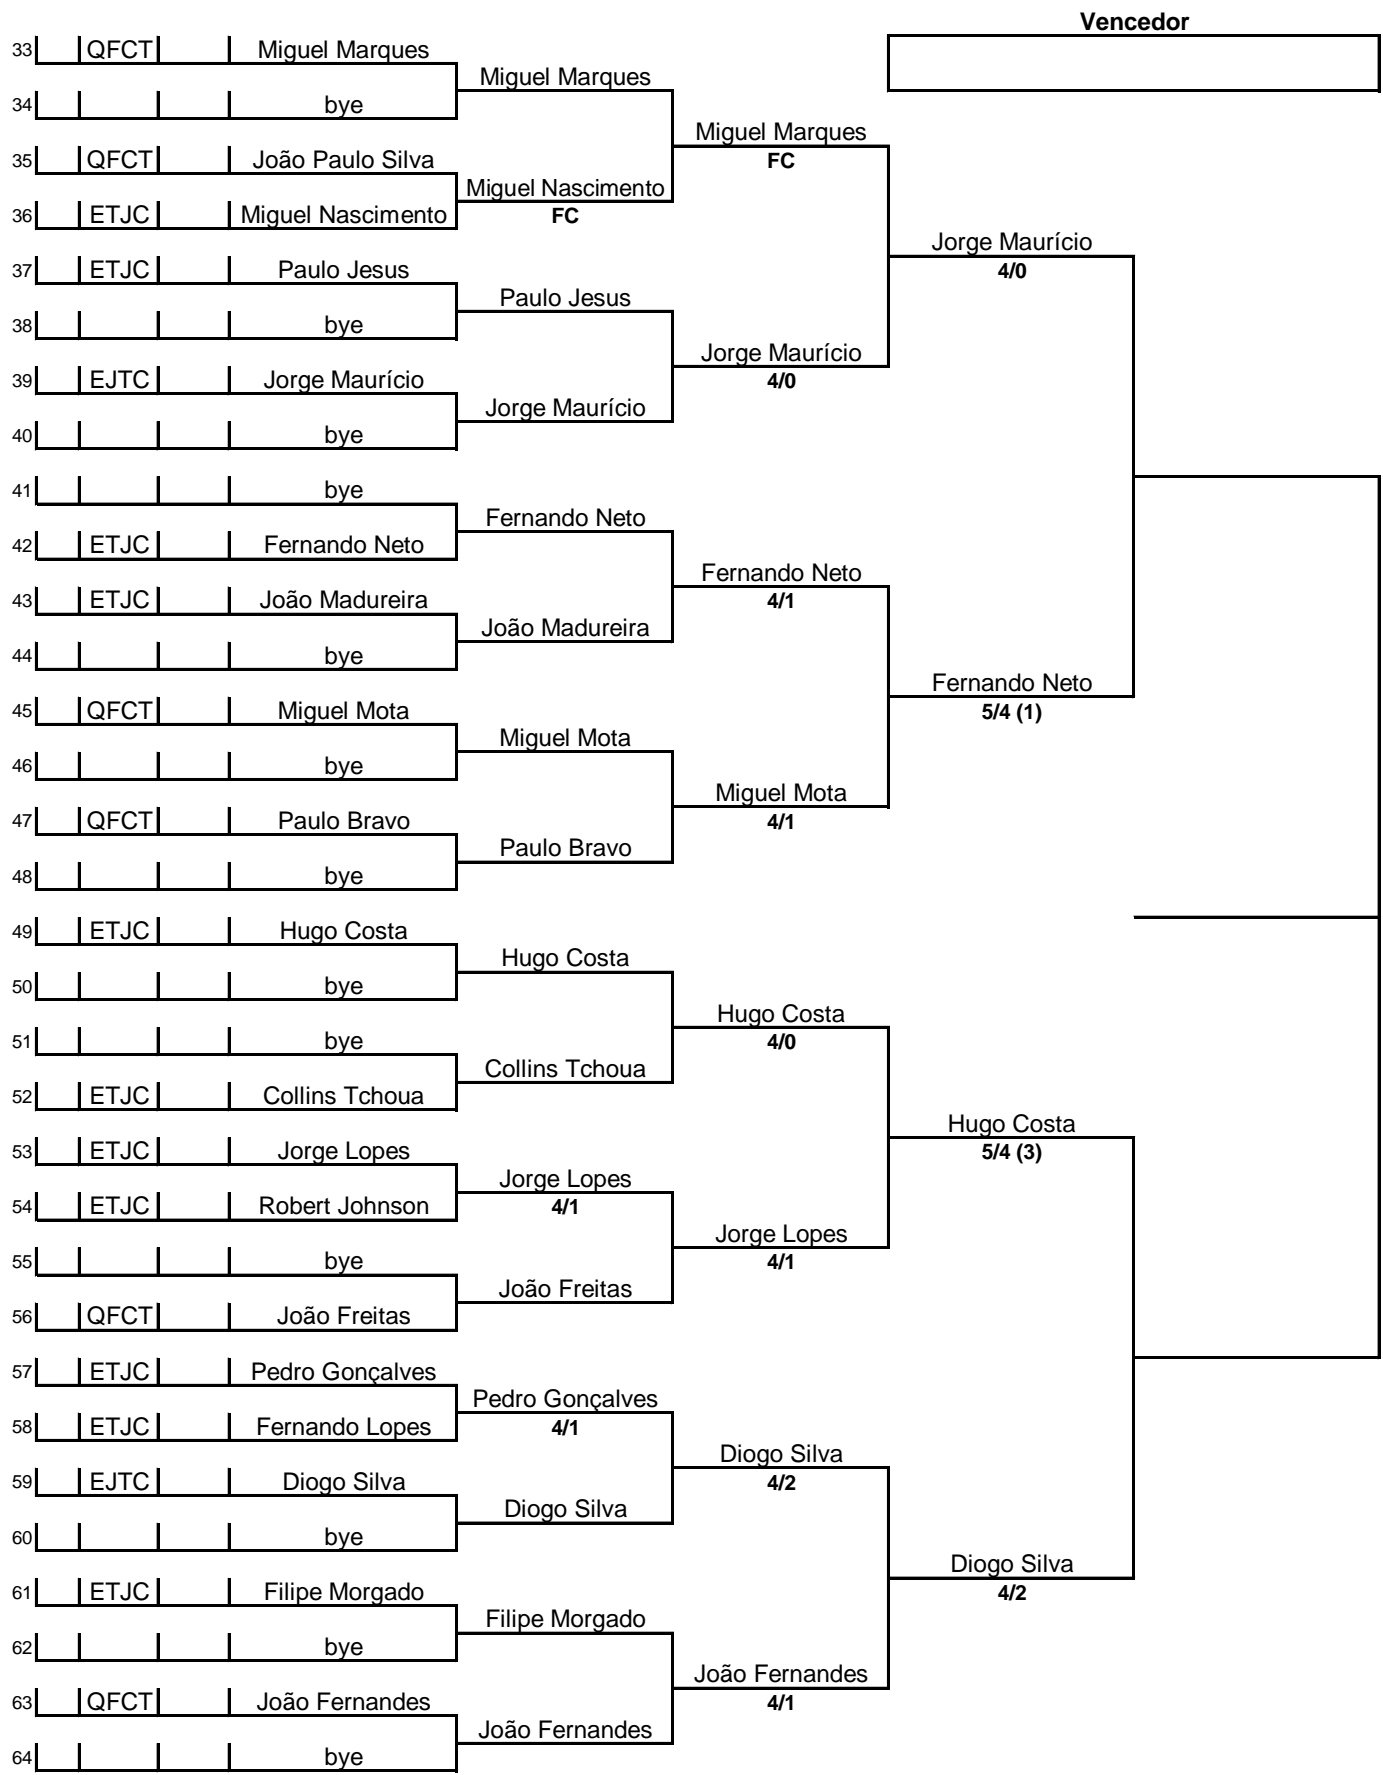 Vencedor
33 QFCT Miguel Marques
Miguel Marques
34 bye
Miguel Marques
35 QFCT João Paulo Silva
FC
Miguel Nascimento
36 ETJC Miguel Nascimento
FC
Jorge Maurício
37 ETJC Paulo Jesus
4/0
Paulo Jesus
38 bye
Jorge Maurício
39 EJTC Jorge Maurício
4/0
Jorge Maurício
40 bye
41 bye
Fernando Neto
42 ETJC Fernando Neto
Fernando Neto
43 ETJC João Madureira
4/1
João Madureira
44 bye
Fernando Neto
45 QFCT Miguel Mota
5/4 (1)
Miguel Mota
46 bye
Miguel Mota
47 QFCT Paulo Bravo
4/1
Paulo Bravo
48 bye
49 ETJC Hugo Costa
Hugo Costa
50 bye
Hugo Costa
51 bye
4/0
Collins Tchoua
52 ETJC Collins Tchoua
Hugo Costa
53 ETJC Jorge Lopes
5/4 (3)
Jorge Lopes
54 ETJC Robert Johnson
4/1
Jorge Lopes
55 bye
4/1
João Freitas
56 QFCT João Freitas
57 ETJC Pedro Gonçalves
Pedro Gonçalves
58 ETJC Fernando Lopes
4/1
Diogo Silva
59 EJTC Diogo Silva
4/2
Diogo Silva
60 bye
Diogo Silva
61 ETJC Filipe Morgado
4/2
Filipe Morgado
62 bye
João Fernandes
63 QFCT João Fernandes
4/1
João Fernandes
64 bye